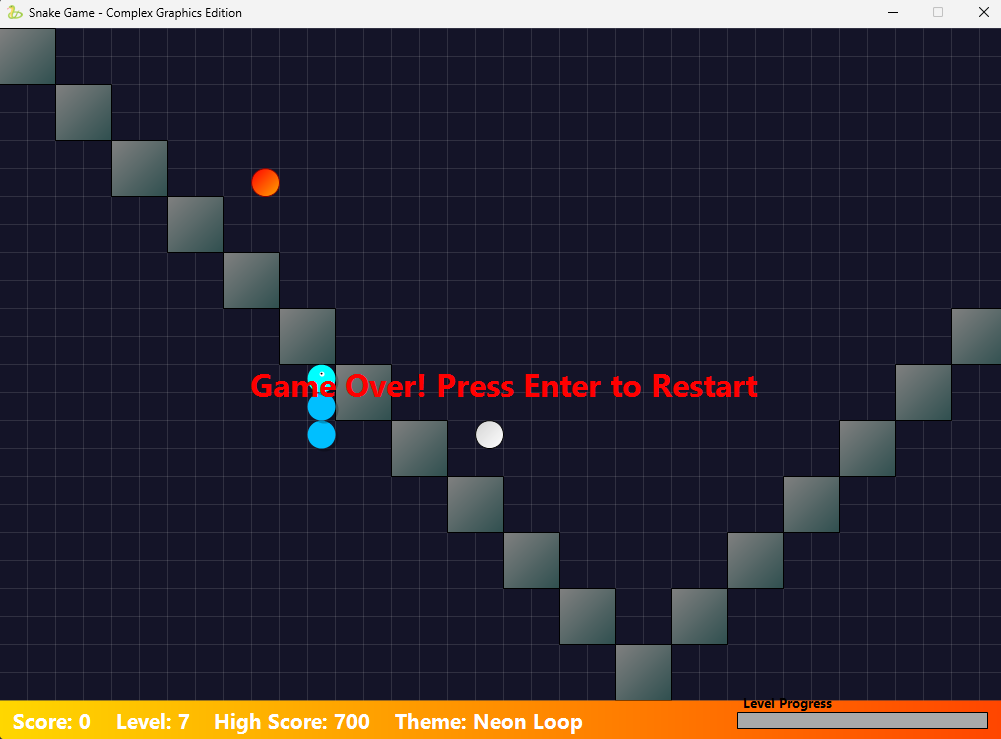 Snake Game - Complex Graphics Edition
Game Over! Press Enter to Restart
Level Progress
Score: 0 Level: 7 High Score: 700 Theme: Neon Loop